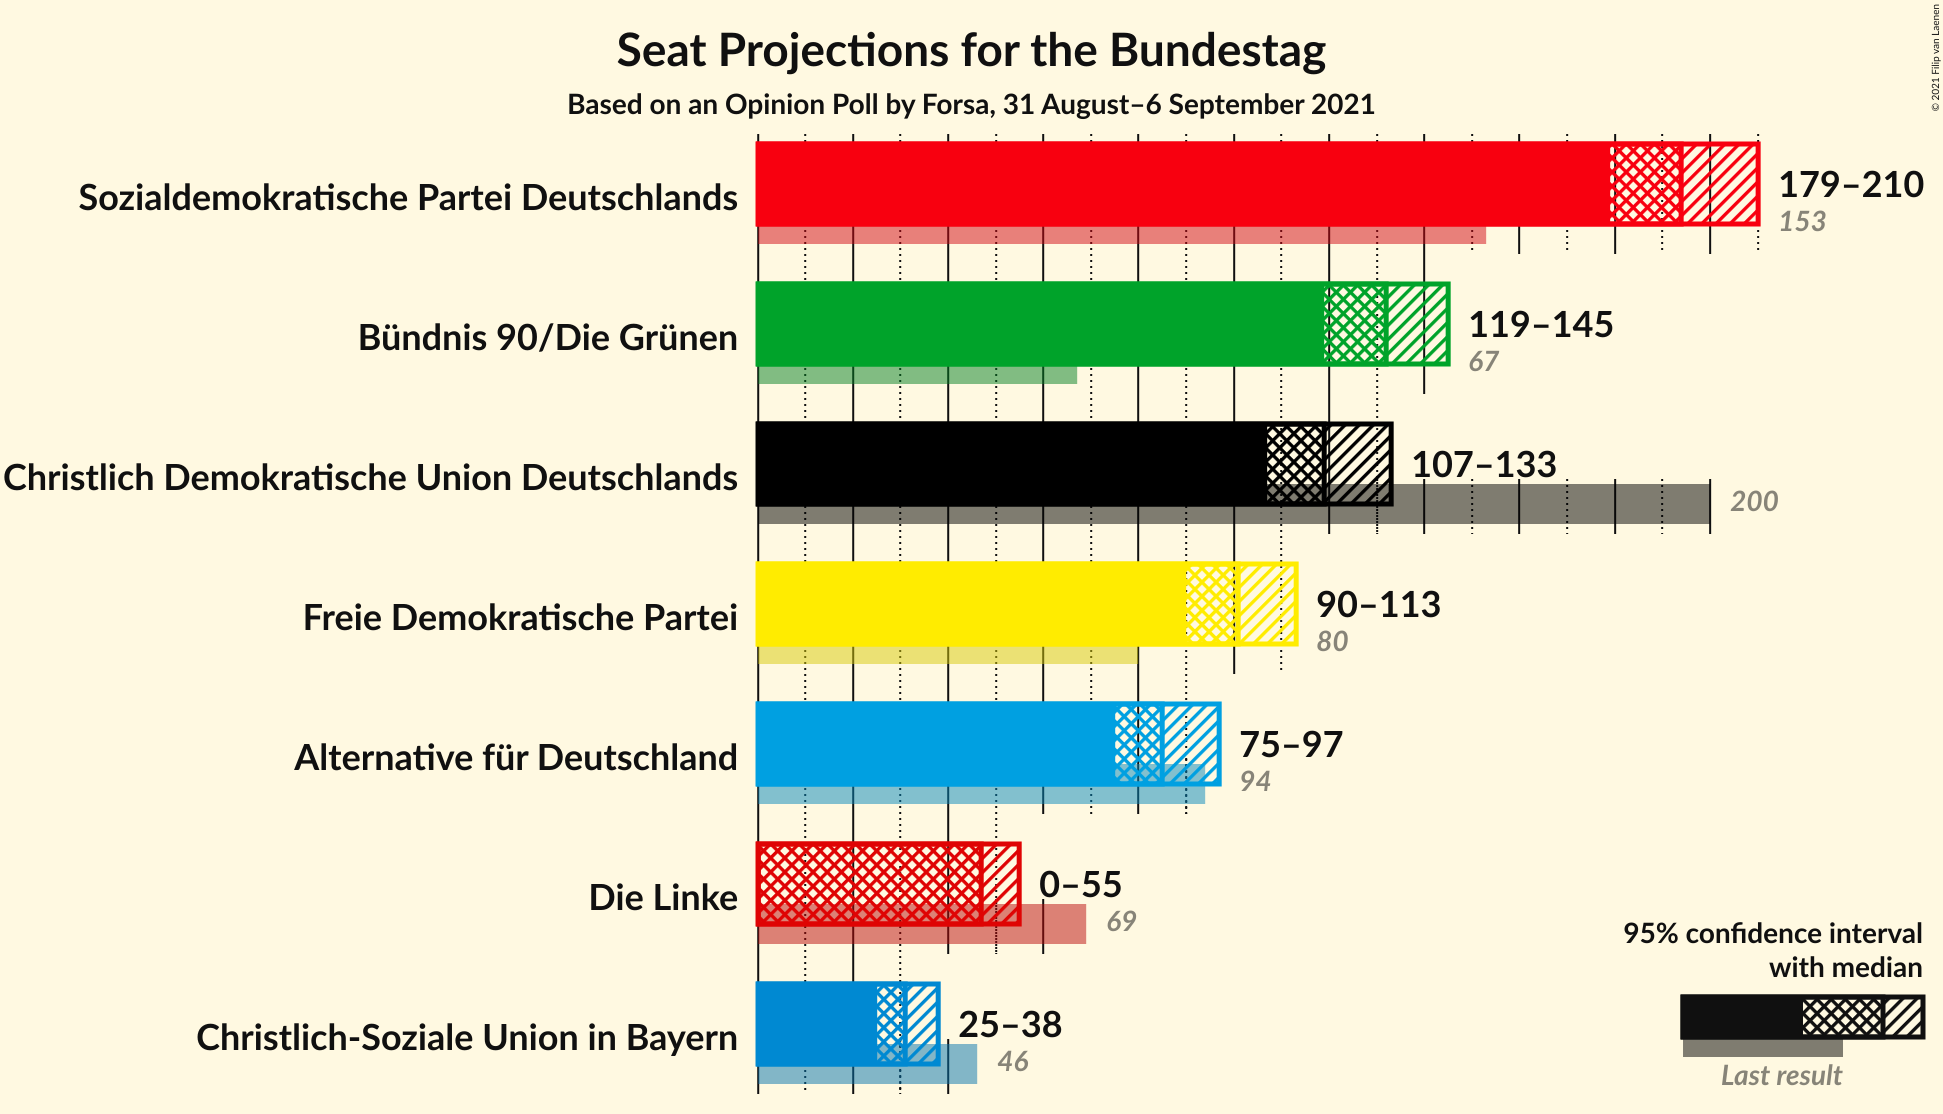 Seat Projections for the Bundestag
Based on an Opinion Poll by Forsa, 31 August–6 September 2021
© 2021 Filip van Laenen
Sozialdemokratische Partei Deutschlands
179–210
153
Bündnis 90/Die Grünen
119–145
67
Christlich Demokratische Union Deutschlands
107–133
200
Freie Demokratische Partei
90–113
80
Alternative für Deutschland
75–97
94
Die Linke
0–55
69
Christlich-Soziale Union in Bayern
25–38
46
95% confidence interval
with median
Last result